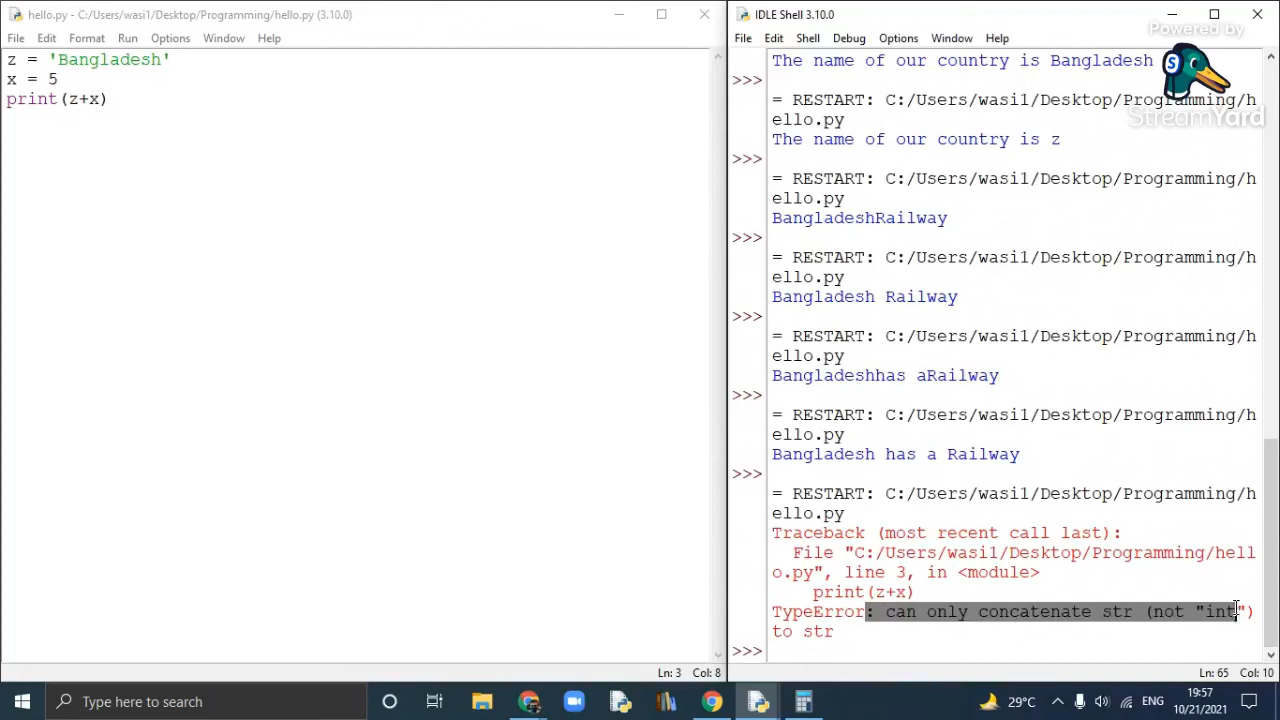 hello.py - C:/Users/wasi1/Desktop/Programming/hello.py (3.10.0)
File Edit Format Run Options Window Help
z = 'Bangladesh'
x = 5
print(z+x)
Ln: 3 Col: 8
IDLE Shell 3.10.0
File Edit Shell Debug Options Window Help
Powered by
StreamYard
The name of our country is Bangladesh
>>>
= RESTART: C:/Users/wasi1/Desktop/Programming/h
ello.py
The name of our country is z
>>>
= RESTART: C:/Users/wasi1/Desktop/Programming/h
ello.py
BangladeshRailway
>>>
= RESTART: C:/Users/wasi1/Desktop/Programming/h
ello.py
Bangladesh Railway
>>>
= RESTART: C:/Users/wasi1/Desktop/Programming/h
ello.py
Bangladeshhas aRailway
>>>
= RESTART: C:/Users/wasi1/Desktop/Programming/h
ello.py
Bangladesh has a Railway
>>>
= RESTART: C:/Users/wasi1/Desktop/Programming/h
ello.py
Traceback (most recent call last):
File "C:/Users/wasi1/Desktop/Programming/hell
o.py", line 3, in <module>
print(z+x)
TypeError: can only concatenate str (not "int")
to str
>>>
Ln: 65 Col: 10
Type here to search
29°C
ENG
19:57
10/21/2021